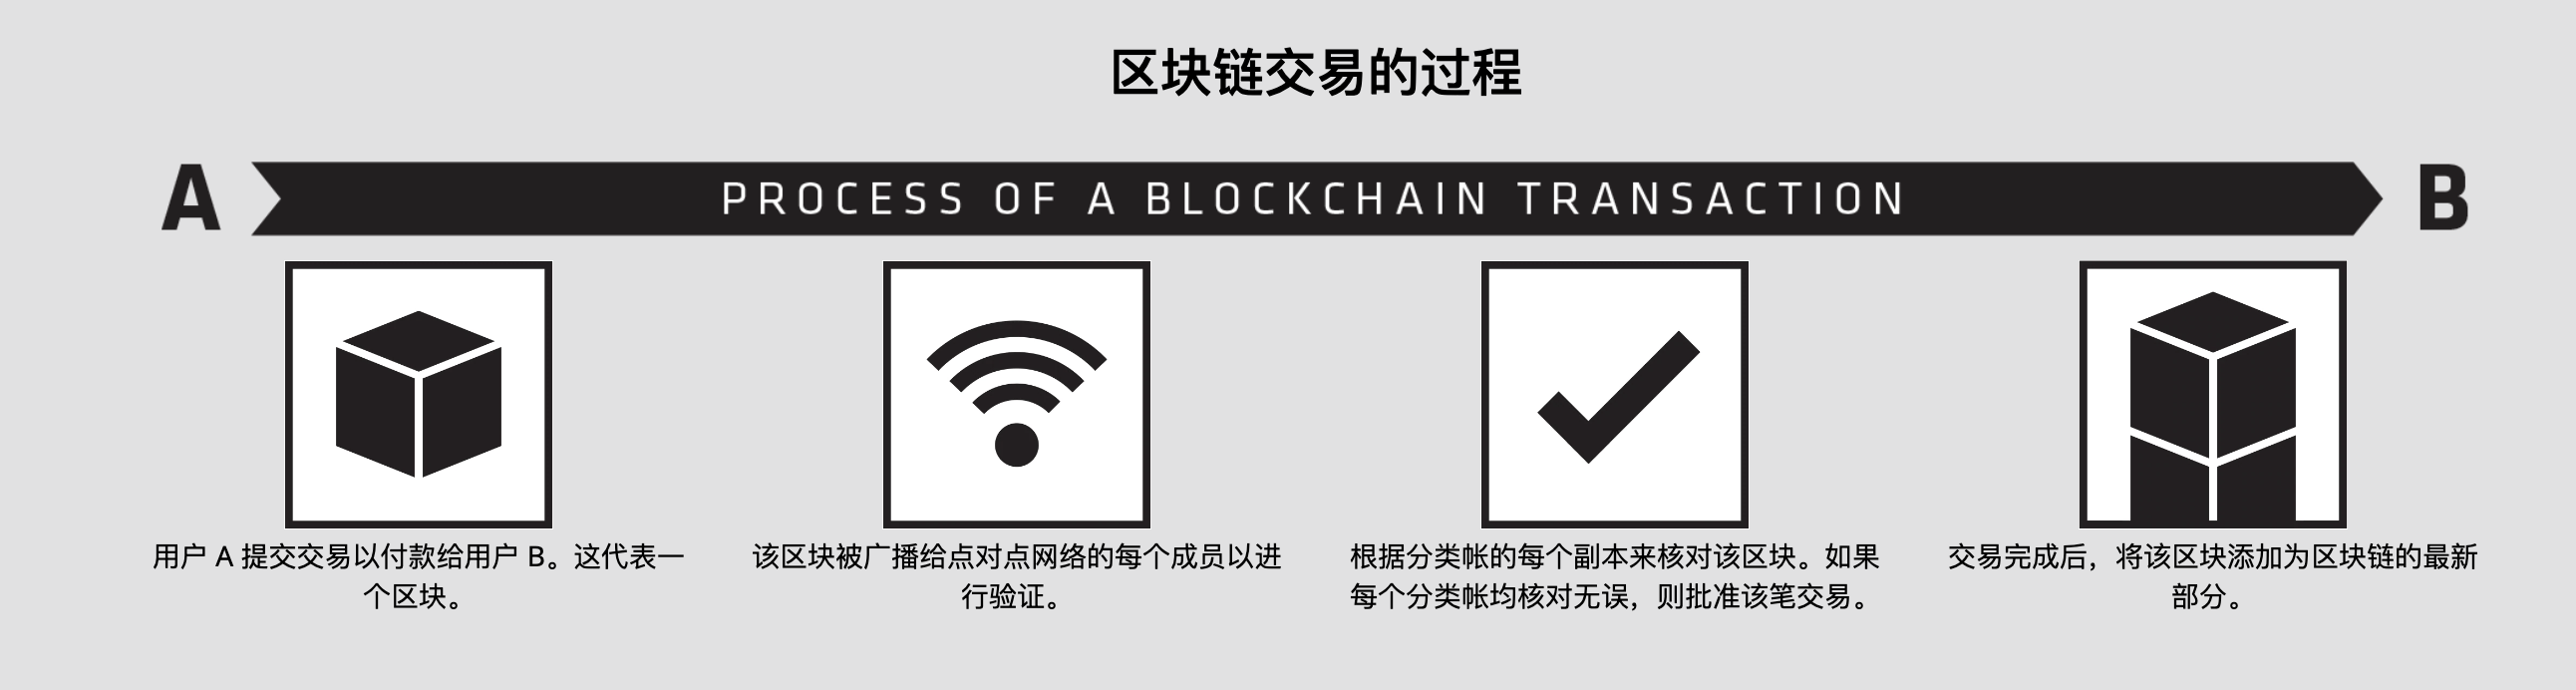 区块链交易的过程
A PROCESS OF A BLOCKCHAIN TRANSACTION B
用户 A 提交交易以付款给用户 B。这代表一
个区块。
该区块被广播给点对点网络的每个成员以进
行验证。
根据分类帐的每个副本来核对该区块。如果
每个分类帐均核对无误，则批准该笔交易。
交易完成后，将该区块添加为区块链的最新
部分。